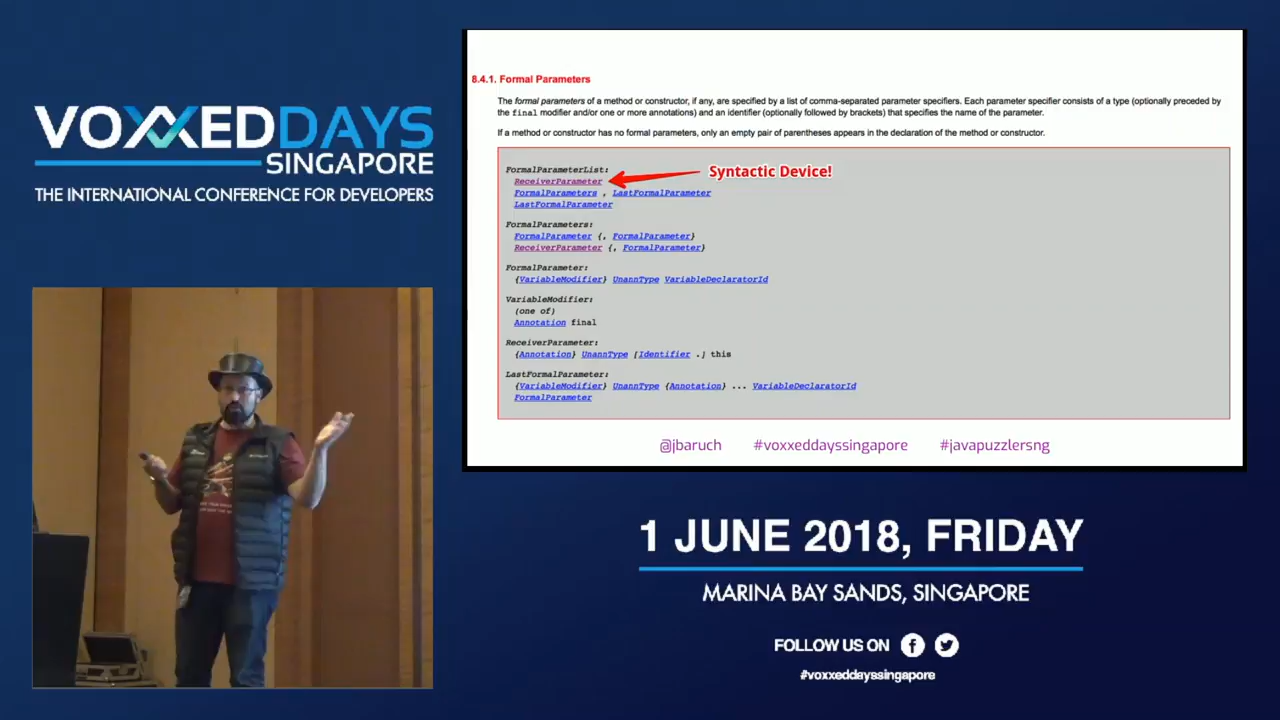 VOXXEDDAYS
SINGAPORE
THE INTERNATIONAL CONFERENCE FOR DEVELOPERS
8.4.1. Formal Parameters
The formal parameters of a method or constructor, if any, are specified by a list of comma-separated parameter specifiers. Each parameter specifier consists of a type (optionally preceded by
the final modifier and/or one or more annotations) and an identifier (optionally followed by brackets) that specifies the name of the parameter.
If a method or constructor has no formal parameters, only an empty pair of parentheses appears in the declaration of the method or constructor.
FormalParameterList:
ReceiverParameter
Syntactic Device!
FormalParameters , LastFormalParameter
LastFormalParameter
FormalParameters:
FormalParameter {, FormalParameter}
ReceiverParameter {, FormalParameter}
FormalParameter:
{VariableModifier} UnannType VariableDeclaratorId
VariableModifier:
(one of)
Annotation final
ReceiverParameter:
{Annotation} UnannType [Identifier .] this
LastFormalParameter:
{VariableModifier} UnannType {Annotation} ... VariableDeclaratorId
FormalParameter
@jbaruch #voxxeddayssingapore #javapuzzlersng
1 JUNE 2018, FRIDAY
MARINA BAY SANDS, SINGAPORE
FOLLOW US ON
#voxxeddayssingapore